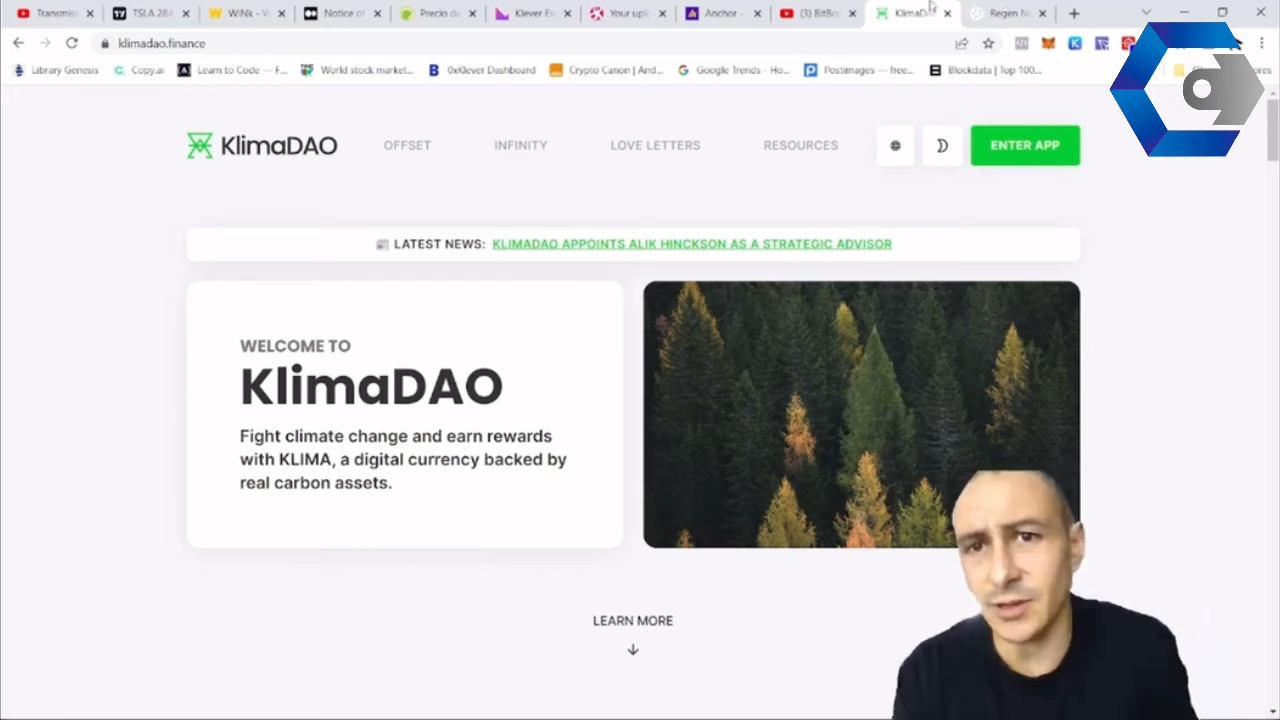 Transmisi
TSLA 284
WINk - W
Notice of
Precio de
Klever Ex
Your upl
Anchor -
(3) BitBo
KlimaD
Regen N
klimadao.finance
Library Genesis
Copy.ai
Learn to Code — F...
World stock market...
0xKlever Dashboard
Crypto Canon | And...
Google Trends - Ho...
Postimages — free...
Blockdata | Top 100...
KlimaDAO
OFFSET
INFINITY
LOVE LETTERS
RESOURCES
ENTER APP
LATEST NEWS: KLIMADAO APPOINTS ALIK HINCKSON AS A STRATEGIC ADVISOR
WELCOME TO
KlimaDAO
Fight climate change and earn rewards
with KLIMA, a digital currency backed by
real carbon assets.
LEARN MORE